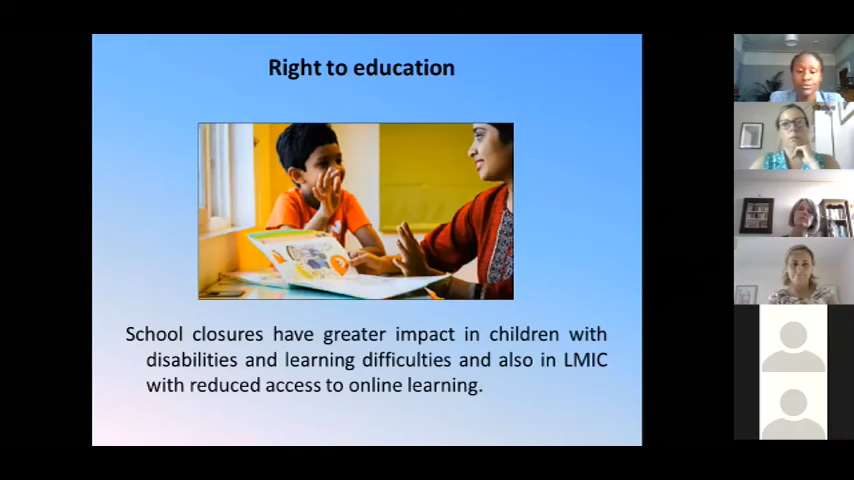 Right to education
School closures have greater impact in children with
disabilities and learning difficulties and also in LMIC
with reduced access to online learning.